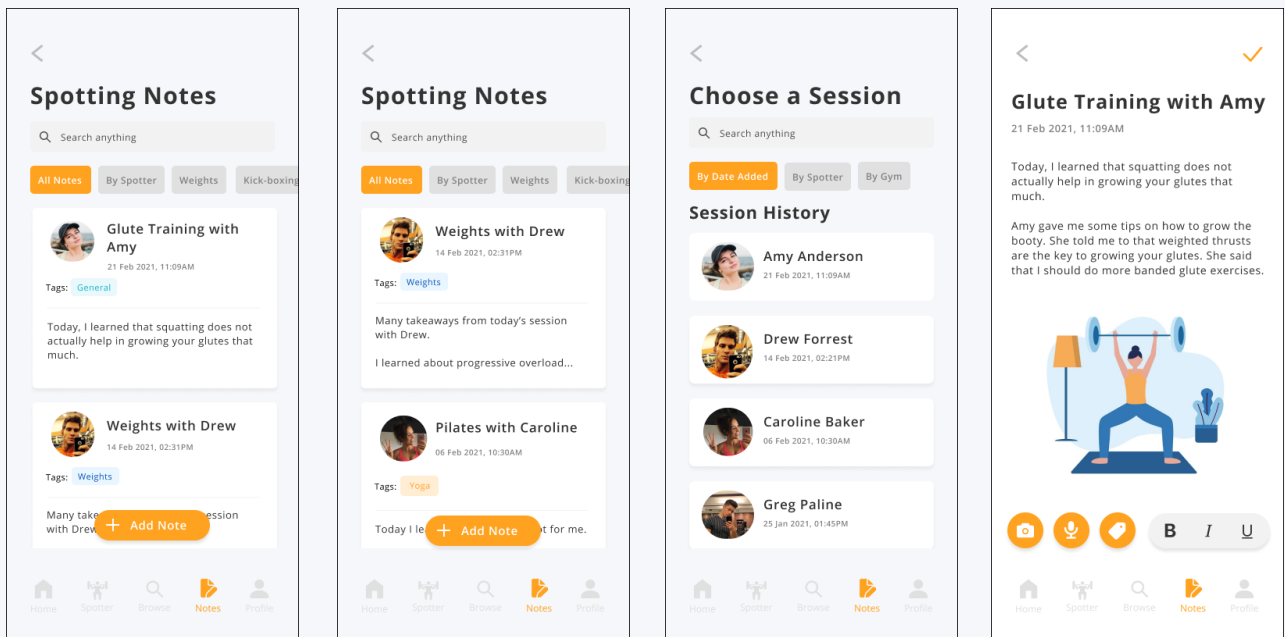 Spotting Notes
Search anything
All Notes By Spotter Weights Kick-boxing
Glute Training with
Amy
21 Feb 2021, 11:09AM
Tags: General
Today, I learned that squatting does not
actually help in growing your glutes that
much.
Weights with Drew
14 Feb 2021, 02:31PM
Tags: Weights
Many take ession
with Drew
+ Add Note
Home Spotter Browse Notes Profile
Spotting Notes
Search anything
All Notes By Spotter Weights Kick-boxing
Weights with Drew
14 Feb 2021, 02:31PM
Tags: Weights
Many takeaways from today's session
with Drew.
I learned about progressive overload...
Pilates with Caroline
06 Feb 2021, 10:30AM
Tags: Yoga
Today I le t for me.
+ Add Note
Home Spotter Browse Notes Profile
Choose a Session
Search anything
By Date Added By Spotter By Gym
Session History
Amy Anderson
21 Feb 2021, 11:09AM
Drew Forrest
14 Feb 2021, 02:21PM
Caroline Baker
06 Feb 2021, 10:30AM
Greg Paline
25 Jan 2021, 01:45PM
Home Spotter Browse Notes Profile
Glute Training with Amy
21 Feb 2021, 11:09AM
Today, I learned that squatting does not
actually help in growing your glutes that
much.
Amy gave me some tips on how to grow the
booty. She told me to that weighted thrusts
are the key to growing your glutes. She said
that I should do more banded glute exercises.
B I U
Home Spotter Browse Notes Profile